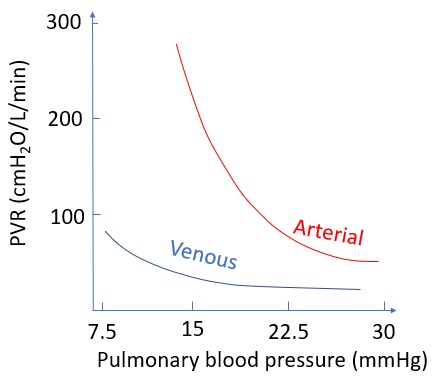 300
200
100
PVR (cmH₂O/L/min)
Arterial
Venous
7.5 15 22.5 30
Pulmonary blood pressure (mmHg)